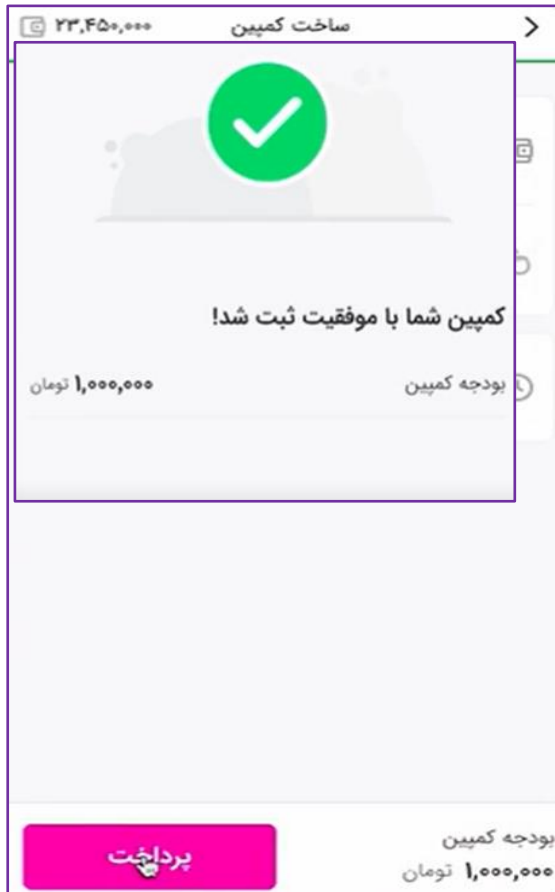 ساخت کمپین ۲۳,۴۵۰,۰۰۰
کمپین شما با موفقیت ثبت شد!
بودجه کمپین ۱,۰۰۰,۰۰۰ تومان
بودجه کمپین
۱,۰۰۰,۰۰۰ تومان
پرداخت